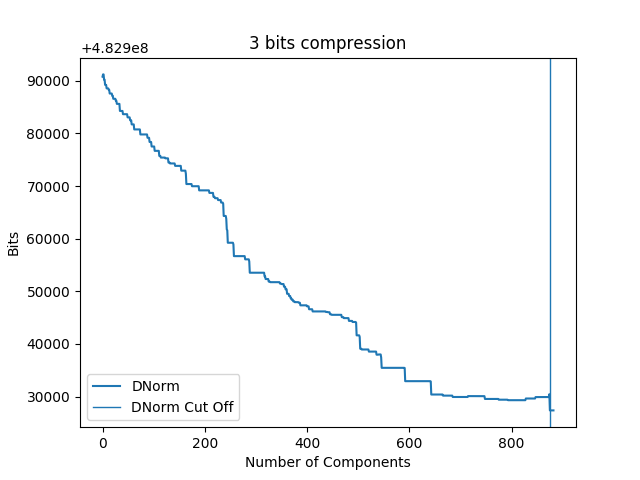 3 bits compression
+4.829e8
90000
80000
70000
60000
50000
40000
30000
Bits
DNorm
DNorm Cut Off
0 200 400 600 800
Number of Components